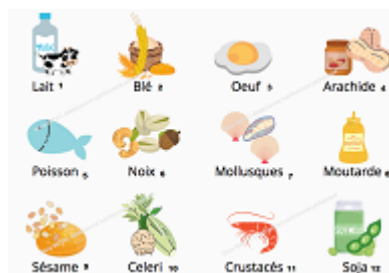 Lait 1 Blé 2 Oeuf 3 Arachide 4
Poisson 5 Noix 6 Mollusques 7 Moutarde 8
Sésame 9 Celeri 10 Crustacés 11 Soja 12